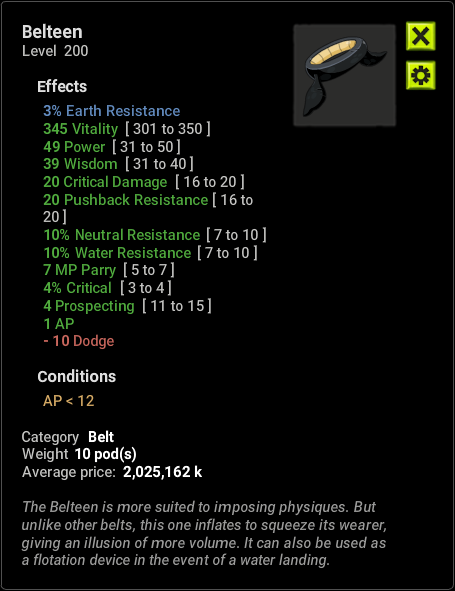 Belteen
Level 200
Effects
3% Earth Resistance
345 Vitality [ 301 to 350 ]
49 Power [ 31 to 50 ]
39 Wisdom [ 31 to 40 ]
20 Critical Damage [ 16 to 20 ]
20 Pushback Resistance [ 16 to
20 ]
10% Neutral Resistance [ 7 to 10 ]
10% Water Resistance [ 7 to 10 ]
7 MP Parry [ 5 to 7 ]
4% Critical [ 3 to 4 ]
4 Prospecting [ 11 to 15 ]
1 AP
- 10 Dodge
Conditions
AP < 12
Category Belt
Weight 10 pod(s)
Average price: 2,025,162 k
The Belteen is more suited to imposing physiques. But
unlike other belts, this one inflates to squeeze its wearer,
giving an illusion of more volume. It can also be used as
a flotation device in the event of a water landing.